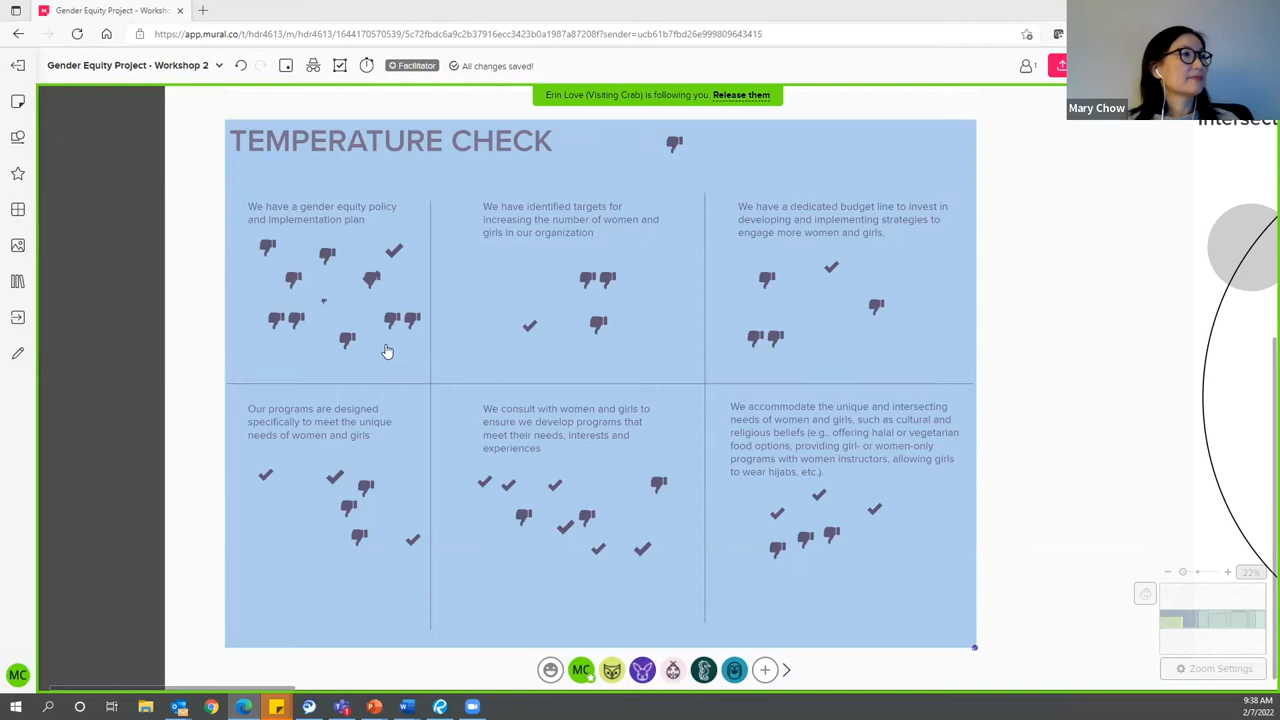 Gender Equity Project - Worksho
https://app.mural.co/t/hdr4613/m/hdr4613/1644170570539/5c72fbdc6a9c2b37916ecc3423b0a1987a87208f?sender=ucb61b7fbd26e999809643415
Gender Equity Project - Workshop 2
Facilitator
All changes saved!
1
Mary Chow
Erin Love (Visiting Crab) is following you. Release them
TEMPERATURE CHECK
We have a gender equity policy
and implementation plan
We have identified targets for
increasing the number of women and
girls in our organization
We have a dedicated budget line to invest in
developing and implementing strategies to
engage more women and girls.
Our programs are designed
specifically to meet the unique
needs of women and girls
We consult with women and girls to
ensure we develop programs that
meet their needs, interests and
experiences
We accommodate the unique and intersecting
needs of women and girls, such as cultural and
religious beliefs (e.g., offering halal or vegetarian
food options, providing girl- or women-only
programs with women instructors, allowing girls
to wear hijabs, etc.).
22%
Zoom Settings
MC
MC
9:38 AM
2/7/2022